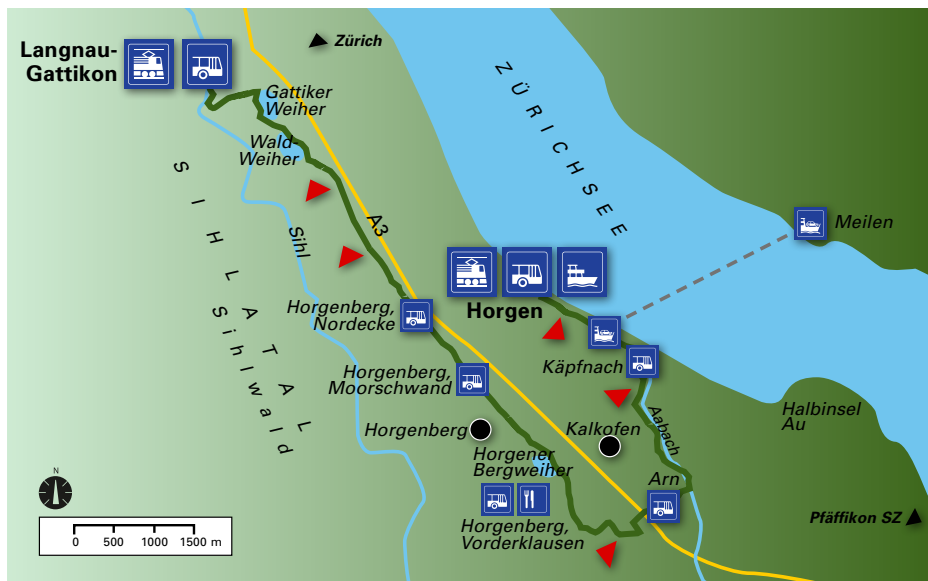 Langnau-
Gattikon
Zürich
Gattiker
Weiher
Wald-
Weiher
ZÜRICHSEE
SIHLTAL
Sihlwald
Sihl
A3
Meilen
Horgen
Horgenberg,
Nordecke
Käpfnach
Horgenberg,
Moorschwand
Halbinsel
Au
Aabach
Horgenberg
Kalkofen
Horgener
Bergweiher
Arn
Horgenberg,
Vorderklausen
Pfäffikon SZ
N
0 500 1000 1500 m